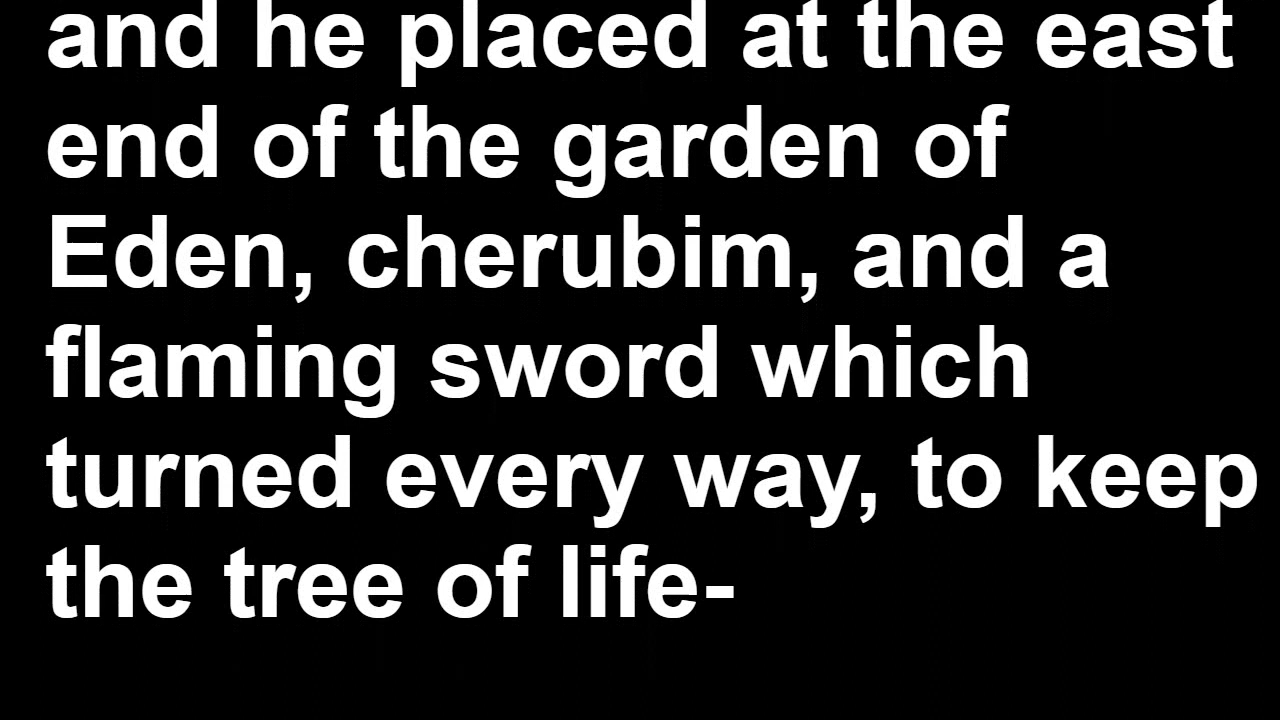 and he placed at the east
end of the garden of
Eden, cherubim, and a
flaming sword which
turned every way, to keep
the tree of life-